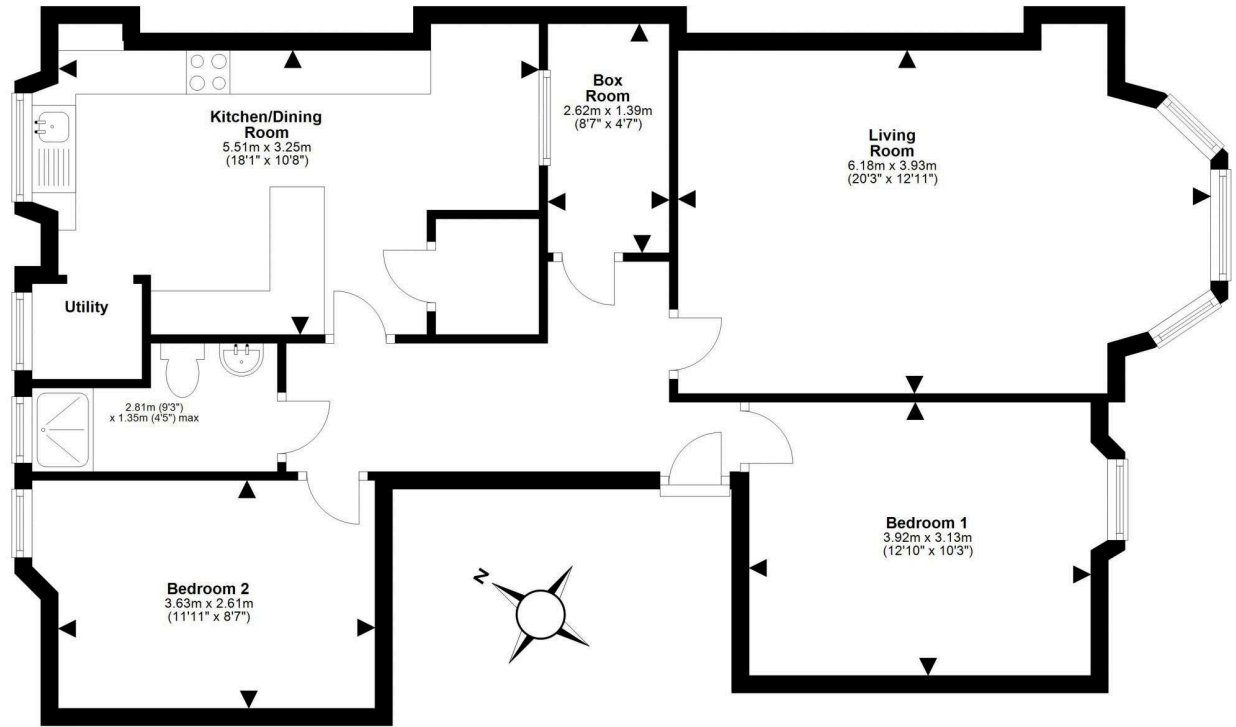 Kitchen/Dining
Room
5.51m x 3.25m
(18'1" x 10'8")
Box
Room
2.62m x 1.39m
(8'7" x 4'7")
Living
Room
6.18m x 3.93m
(20'3" x 12'11")
Utility
2.81m (9'3")
x 1.35m (4'5") max
Bedroom 2
3.63m x 2.61m
(11'11" x 8'7")
N
Bedroom 1
3.92m x 3.13m
(12'10" x 10'3")